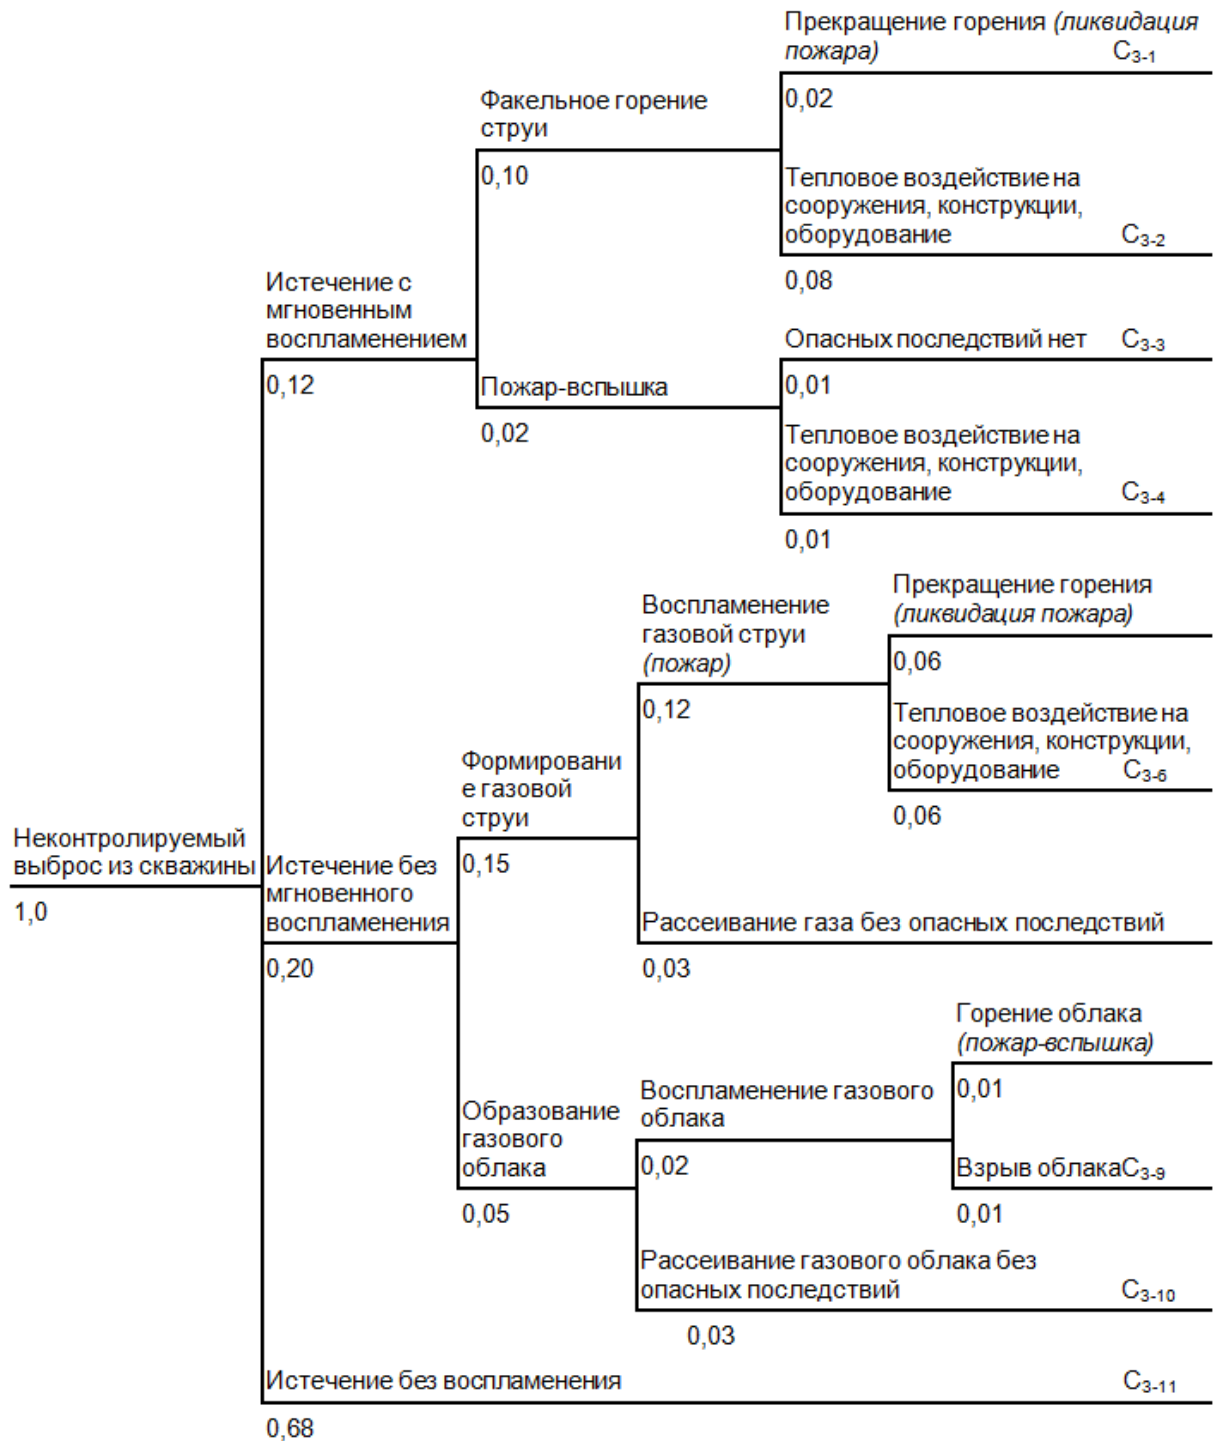 Прекращение горения (ликвидация
пожара) C3-1
0,02
Факельное горение
струи
0,10
Тепловое воздействие на
сооружения, конструкции,
оборудование C3-2
0,08
Истечение с
мгновенным
воспламенением
0,12
Опасных последствий нет C3-3
0,01
Пожар-вспышка
0,02
Тепловое воздействие на
сооружения, конструкции,
оборудование C3-4
0,01
Прекращение горения
(ликвидация пожара)
0,06
Воспламенение
газовой струи
(пожар)
0,12
Тепловое воздействие на
сооружения, конструкции,
оборудование C3-6
0,06
Формировани
е газовой
струи
0,15
Неконтролируемый
выброс из скважины
1,0
Истечение без
мгновенного
воспламенения
0,20
Рассеивание газа без опасных последствий
0,03
Горение облака
(пожар-вспышка)
0,01
Воспламенение газового
облака
0,02
Образование
газового
облака
0,05
Взрыв облакаC3-9
0,01
Рассеивание газового облака без
опасных последствий C3-10
0,03
Истечение без воспламенения C3-11
0,68